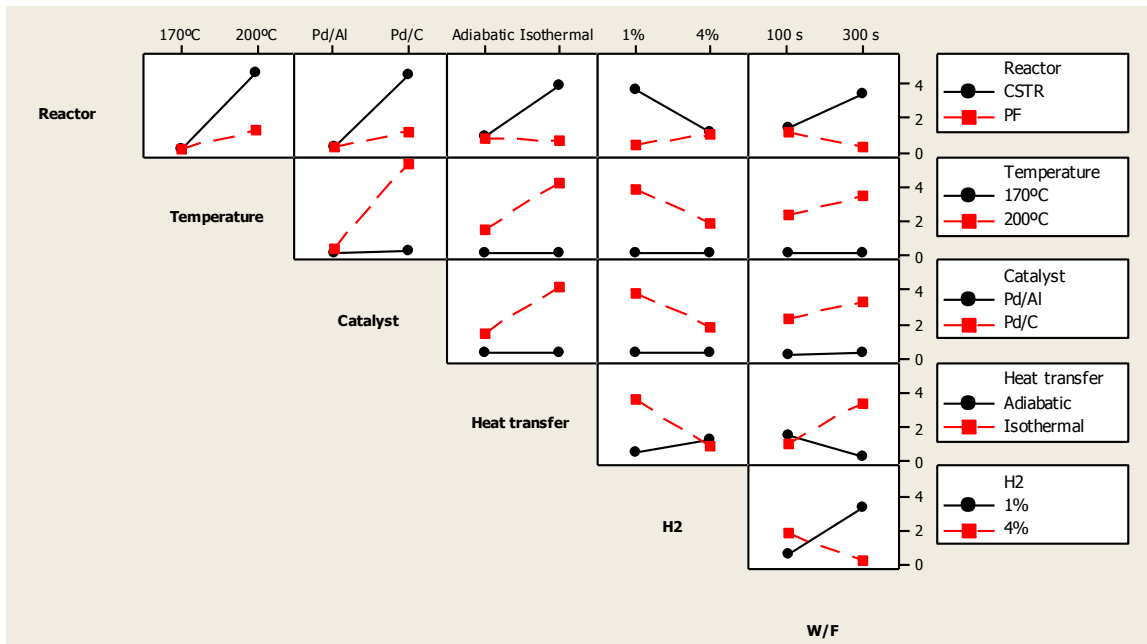 170ºC 200ºC Pd/Al Pd/C Adiabatic Isothermal 1% 4% 100 s 300 s
Reactor
4
2
0
Reactor
CSTR
PF
Temperature
4
2
0
Temperature
170ºC
200ºC
Catalyst
4
2
0
Catalyst
Pd/Al
Pd/C
Heat transfer
4
2
0
Heat transfer
Adiabatic
Isothermal
H2
4
2
0
H2
1%
4%
W/F